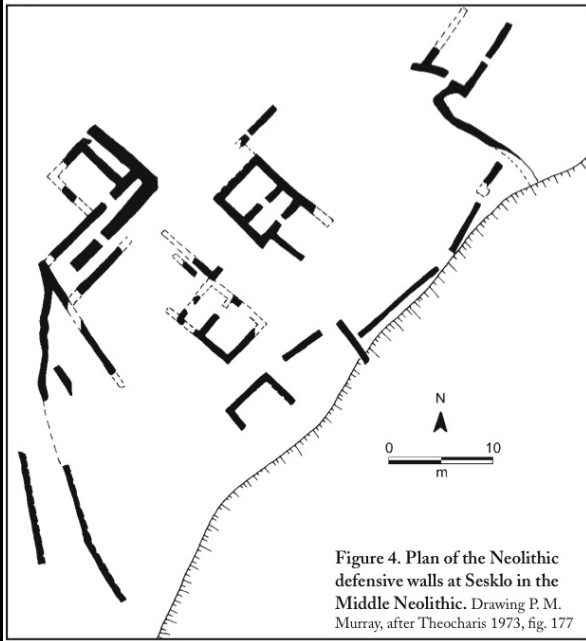 N
0 10
m
Figure 4. Plan of the Neolithic
defensive walls at Sesklo in the
Middle Neolithic. Drawing P. M.
Murray, after Theocharis 1973, fig. 177